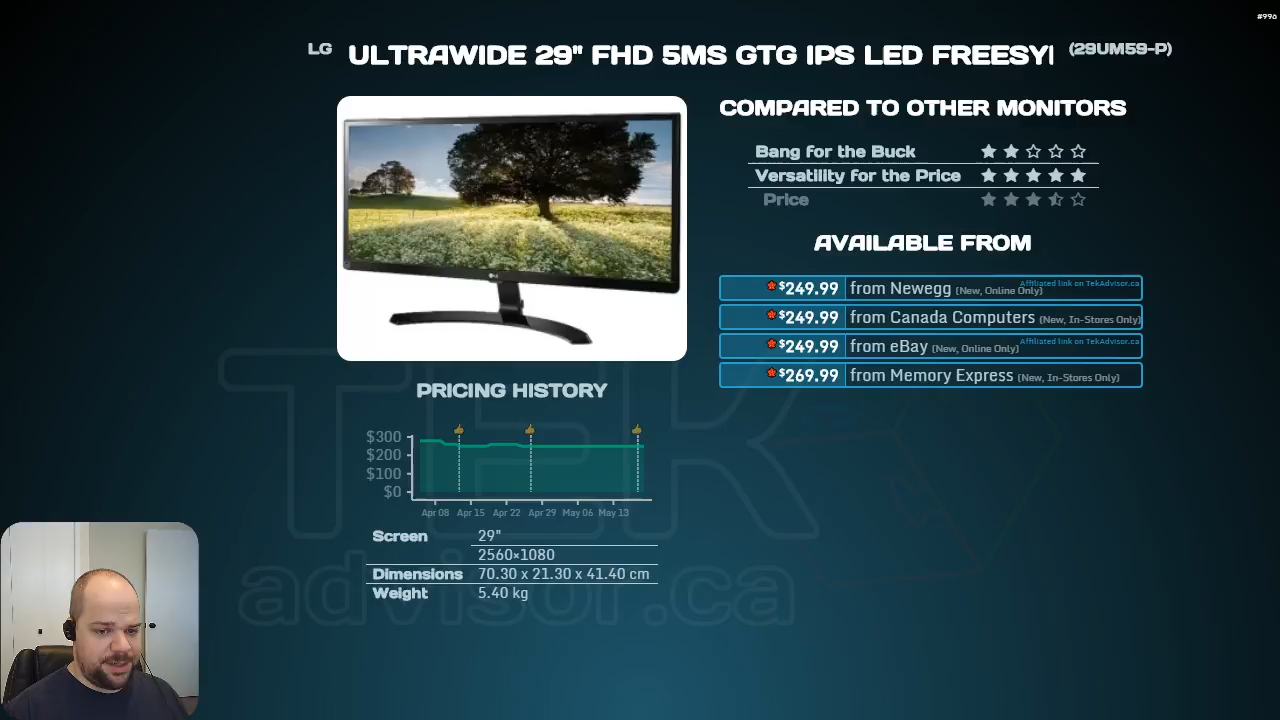 #996
LG ULTRAWIDE 29" FHD 5MS GTG IPS LED FREESY (29UM59-P)
COMPARED TO OTHER MONITORS
Bang for the Buck
Versatility for the Price
Price
AVAILABLE FROM
$249.99 from Newegg (New, Online Only) Affiliated link on TekAdvisor.ca
$249.99 from Canada Computers (New, In-Stores Only)
$249.99 from eBay (New, Online Only) Affiliated link on TekAdvisor.ca
$269.99 from Memory Express (New, In-Stores Only)
LG
PRICING HISTORY
$300
$200
$100
$0
Apr 08 Apr 15 Apr 22 Apr 29 May 06 May 13
Screen 29"
2560×1080
Dimensions 70.30 x 21.30 x 41.40 cm
Weight 5.40 kg
TEK
advisor.ca